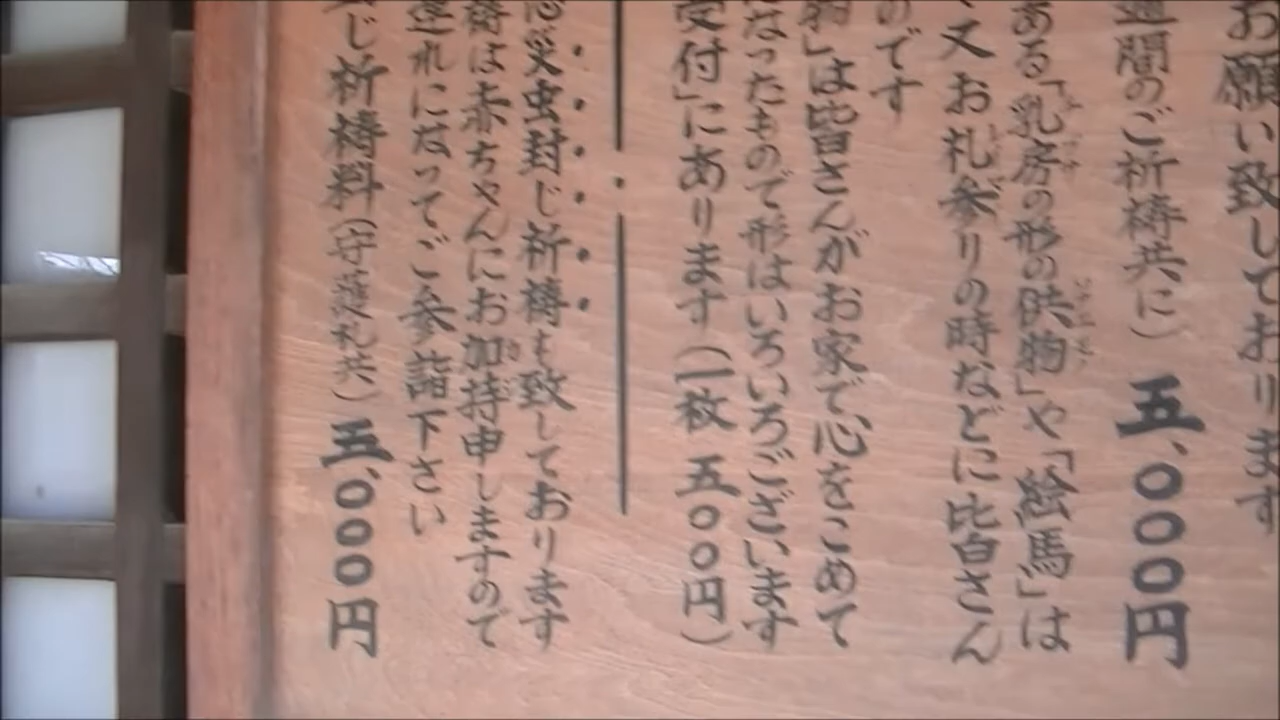 お願い致しております
週間のご祈祷共に) 五、〇〇〇円
ある「乳房の形の供物」や「絵馬」は
、又お礼参りの時などに皆さん
のです
物」は皆さんがお家で、心をこめて
になったもので形はいろいろございます
受付」にあります(一枚 五〇〇円)
災虫封じ祈祷も致しております
祷は赤ちゃんにお加持申しますので
連れになってご参詣下さい
じ祈祷料(守護札共) 五、〇〇〇円